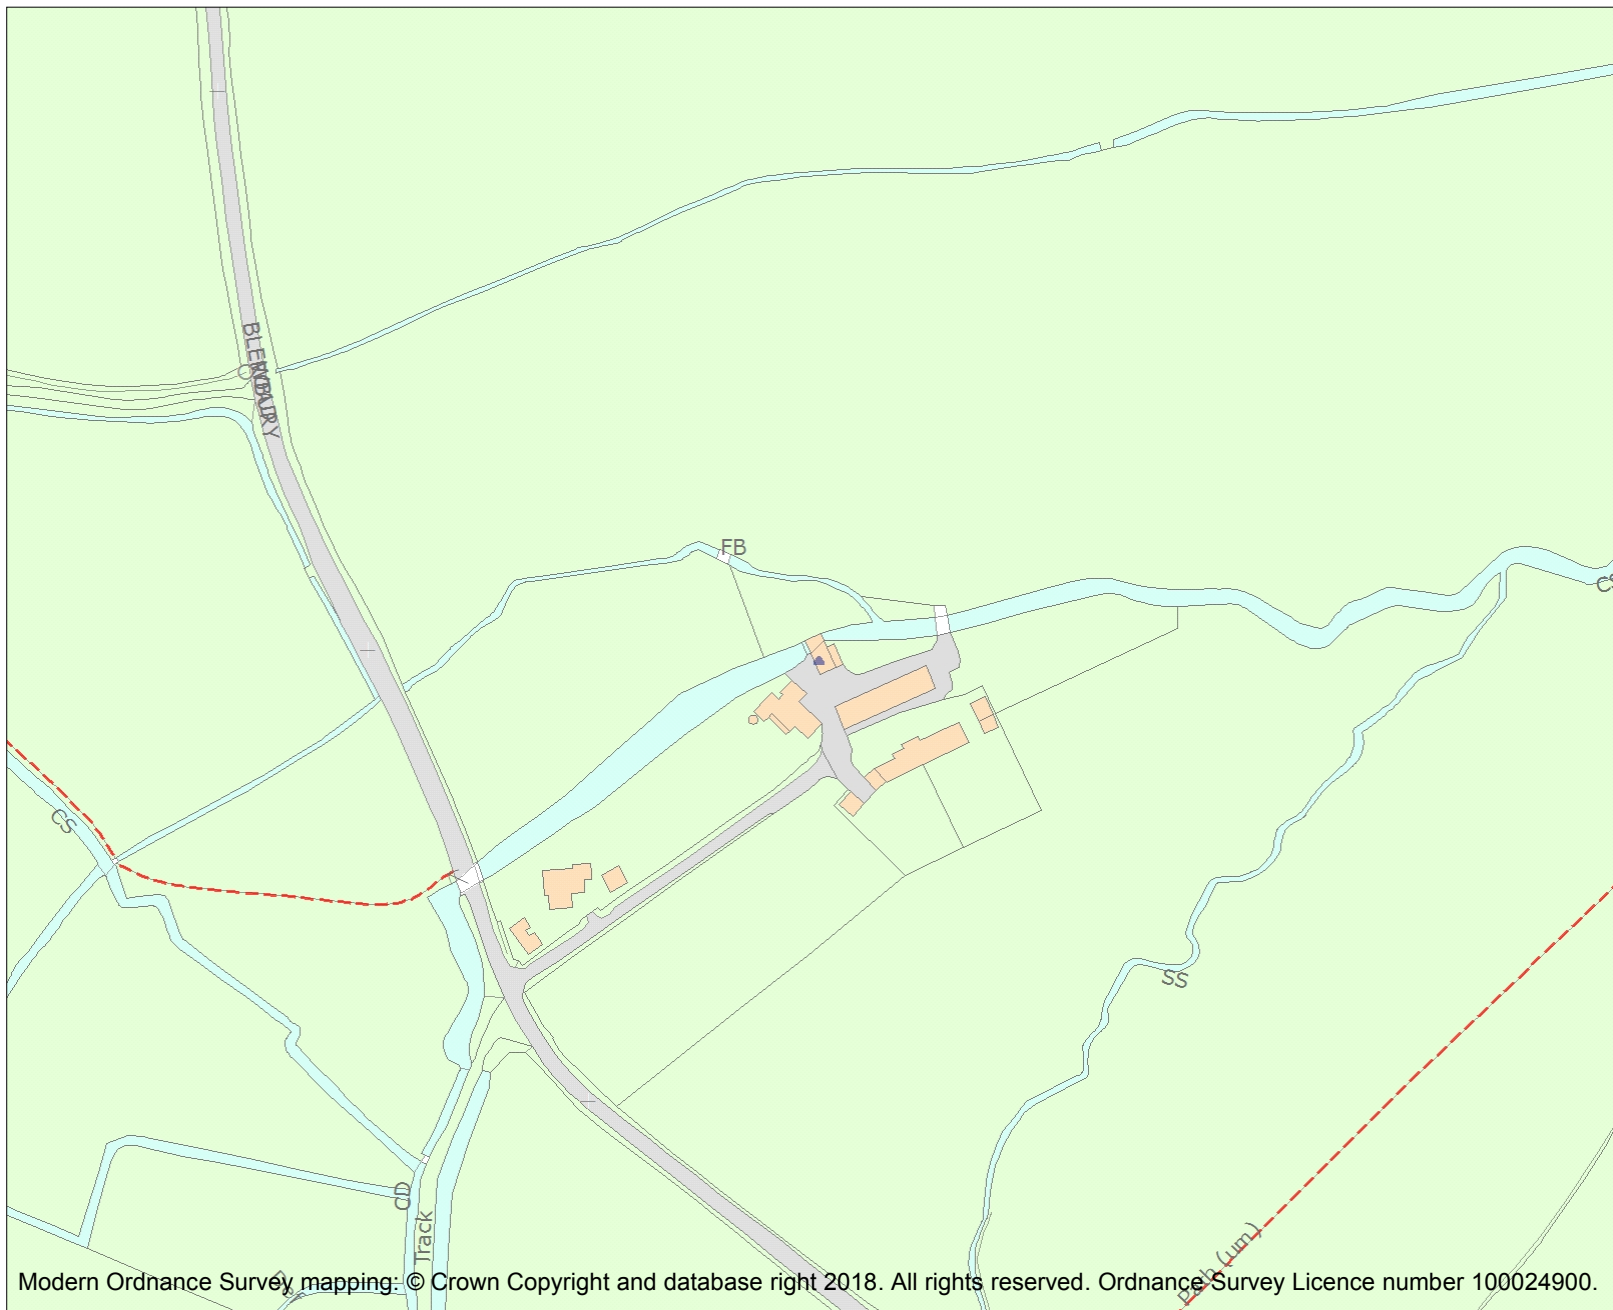 FB
CS
CS
SS
CD
Track
Path (um)
Modern Ordnance Survey mapping: © Crown Copyright and database right 2018. All rights reserved. Ordnance Survey Licence number 100024900.